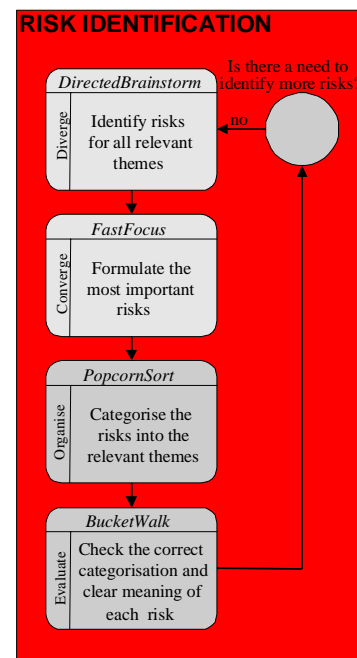 RISK IDENTIFICATION
Is there a need to
identify more risks?
no
DirectedBrainstorm
Diverge
Identify risks
for all relevant
themes
FastFocus
Converge
Formulate the
most important
risks
PopcornSort
Organise
Categorise the
risks into the
relevant themes
BucketWalk
Evaluate
Check the correct
categorisation and
clear meaning of
each risk